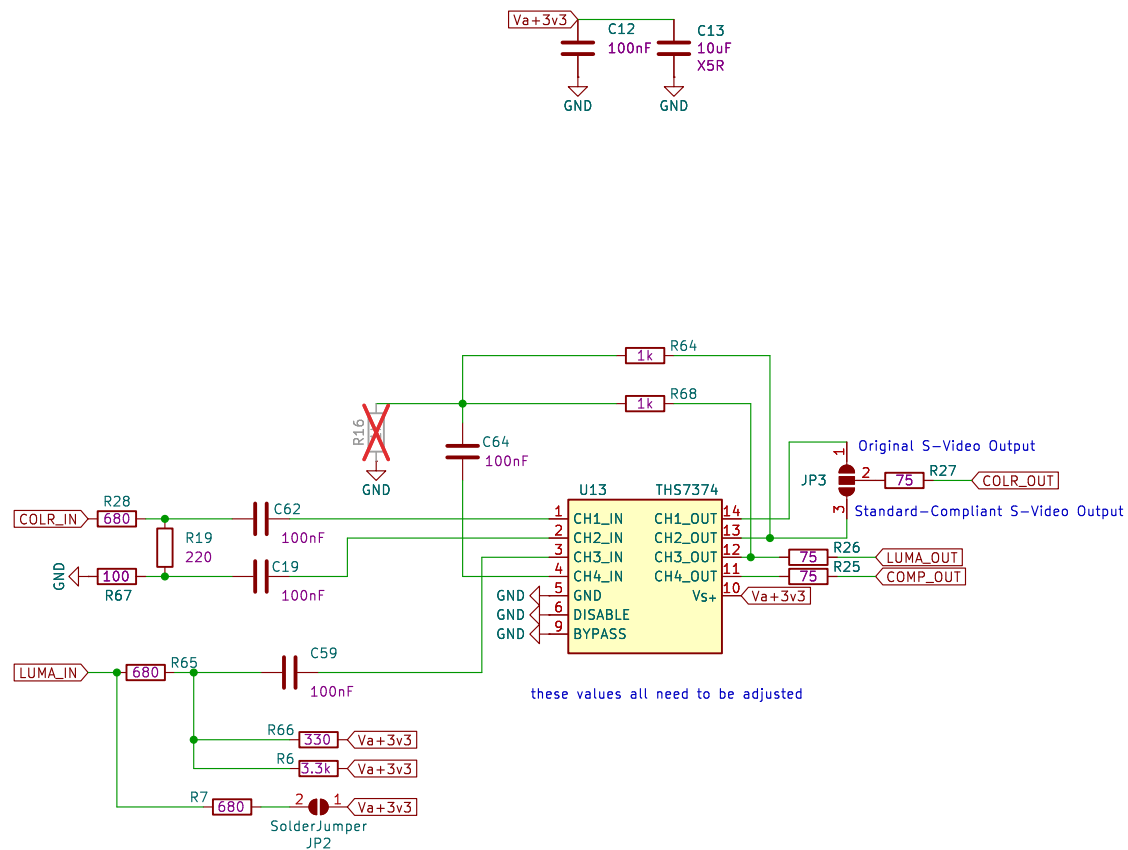 Va+3v3
C12
100nF
C13
10uF
X5R
GND
GND
R64
1k
R68
1k
R16
GND
C64
100nF
Original S-Video Output
1
JP3
2
75
R27
COLR_OUT
3
Standard-Compliant S-Video Output
U13
THS7374
1
CH1_IN
CH1_OUT
14
2
CH2_IN
CH2_OUT
13
3
CH3_IN
CH3_OUT
12
4
CH4_IN
CH4_OUT
11
GND
5
GND
Vs+
10
Va+3v3
GND
6
DISABLE
GND
9
BYPASS
R26
75
LUMA_OUT
R25
75
COMP_OUT
R28
COLR_IN
680
C62
100nF
R19
220
GND
100
R67
C19
100nF
LUMA_IN
680
R65
C59
100nF
these values all need to be adjusted
R66
330
Va+3v3
R6
3.3k
Va+3v3
R7
680
2
1
Va+3v3
SolderJumper
JP2